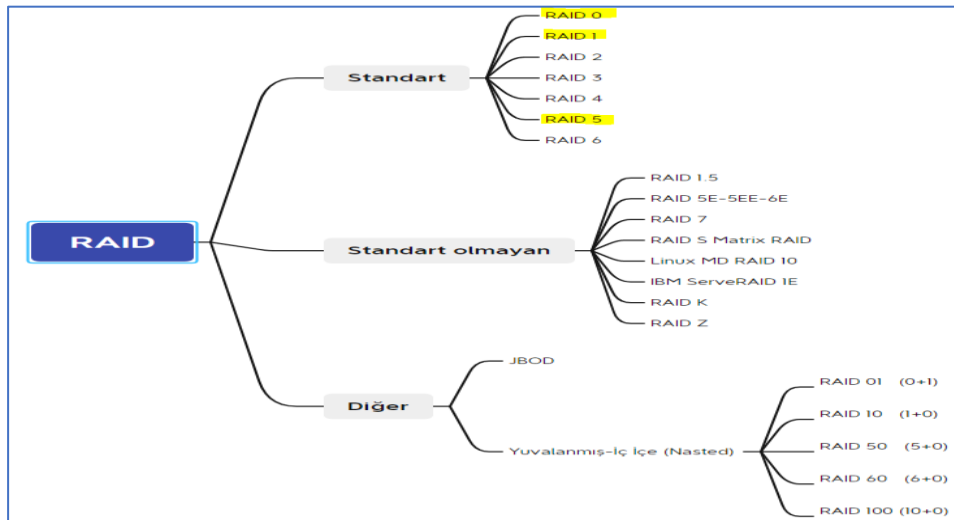 RAID
Standart
RAID 0
RAID 1
RAID 2
RAID 3
RAID 4
RAID 5
RAID 6
Standart olmayan
RAID 1.5
RAID 5E-5EE-6E
RAID 7
RAID S Matrix RAID
Linux MD RAID 10
IBM ServeRAID 1E
RAID K
RAID Z
Diğer
JBOD
Yuvalanmış-İç İçe (Nasted)
RAID 01 (0+1)
RAID 10 (1+0)
RAID 50 (5+0)
RAID 60 (6+0)
RAID 100 (10+0)